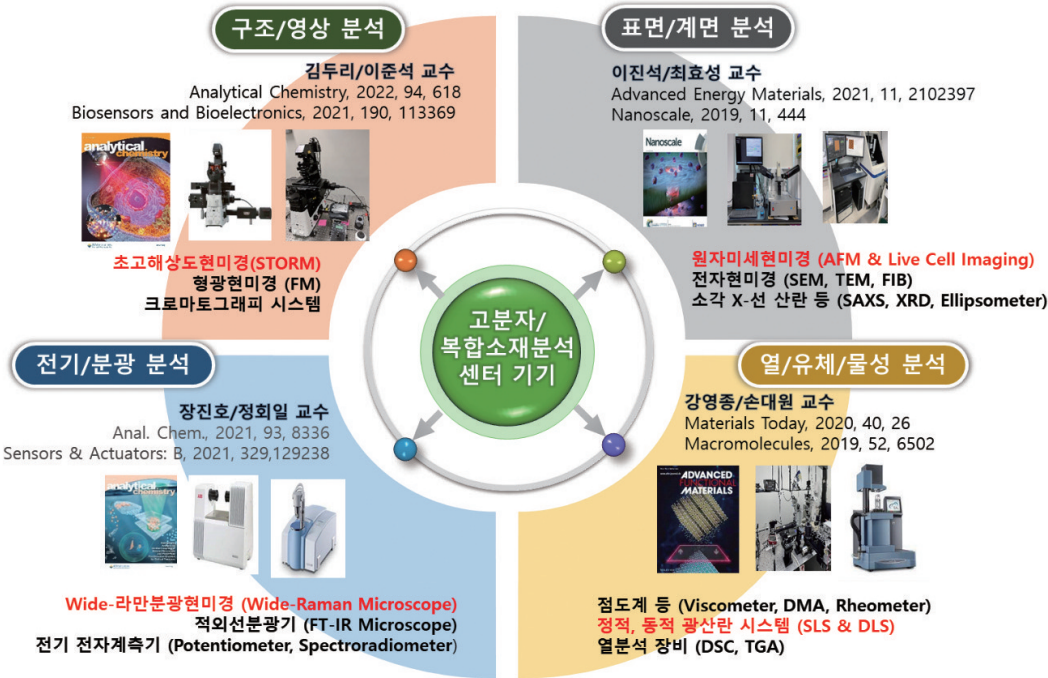 구조/영상 분석
김두리/이준석 교수
Analytical Chemistry, 2022, 94, 618
Biosensors and Bioelectronics, 2021, 190, 113369
analytical
chemistry
초고해상도현미경(STORM)
형광현미경 (FM)
크로마토그래피 시스템
표면/계면 분석
이진석/최효성 교수
Advanced Energy Materials, 2021, 11, 2102397
Nanoscale, 2019, 11, 444
Nanoscale
원자미세현미경 (AFM & Live Cell Imaging)
전자현미경 (SEM, TEM, FIB)
소각 X-선 산란 등 (SAXS, XRD, Ellipsometer)
고분자/
복합소재분석
센터 기기
전기/분광 분석
장진호/정회일 교수
Anal. Chem., 2021, 93, 8336
Sensors & Actuators: B, 2021, 329,129238
analytical
chemistry
Wide-라만분광현미경 (Wide-Raman Microscope)
적외선분광기 (FT-IR Microscope)
전기 전자계측기 (Potentiometer, Spectroradiometer)
열/유체/물성 분석
강영종/손대원 교수
Materials Today, 2020, 40, 26
Macromolecules, 2019, 52, 6502
ADVANCED
FUNCTIONAL
MATERIALS
점도계 등 (Viscometer, DMA, Rheometer)
정적, 동적 광산란 시스템 (SLS & DLS)
열분석 장비 (DSC, TGA)